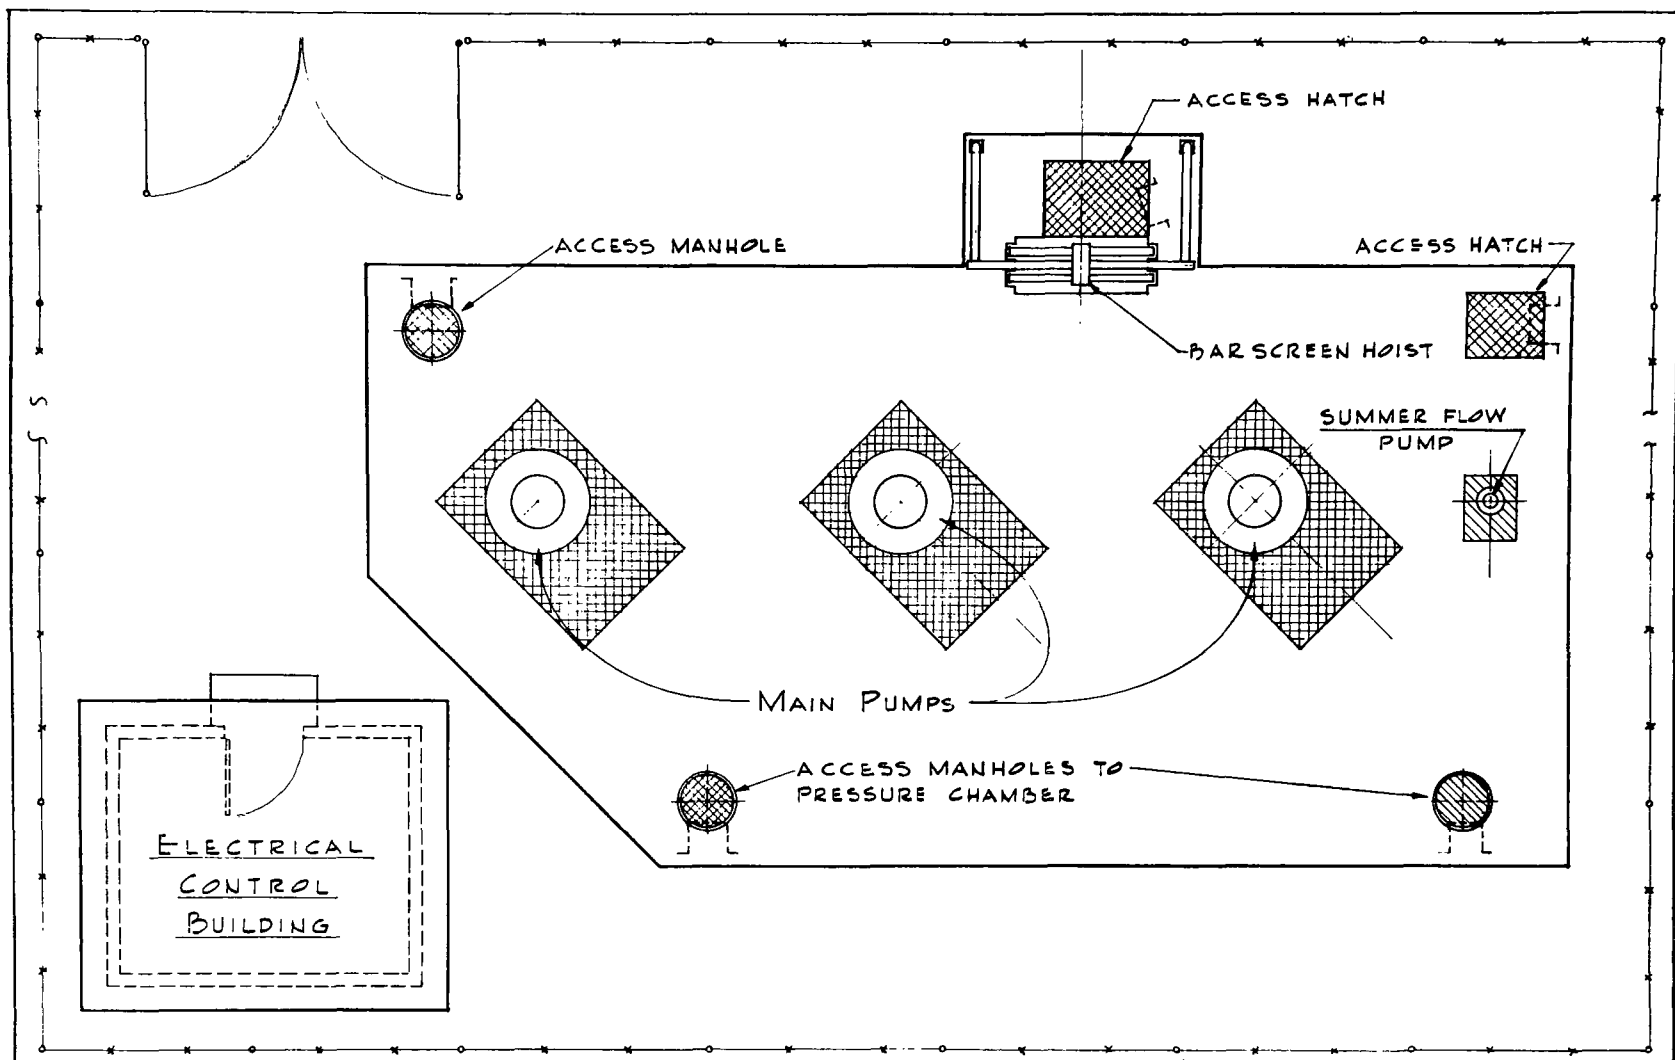 ACCESS HATCH
ACCESS MANHOLE
ACCESS HATCH
BAR SCREEN HOIST
SUMMER FLOW
PUMP
MAIN PUMPS
ACCESS MANHOLES TO
PRESSURE CHAMBER
ELECTRICAL
CONTROL
BUILDING